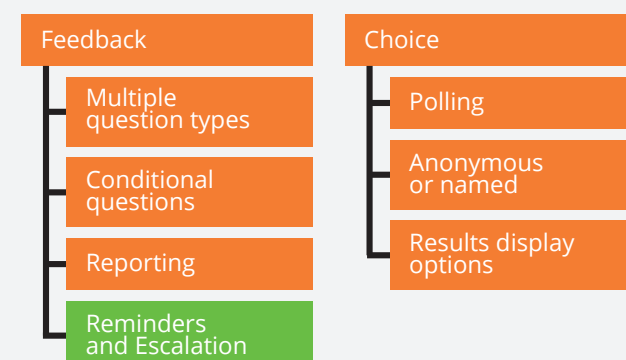 Feedback
Multiple
question types
Conditional
questions
Reporting
Reminders
and Escalation
Choice
Polling
Anonymous
or named
Results display
options